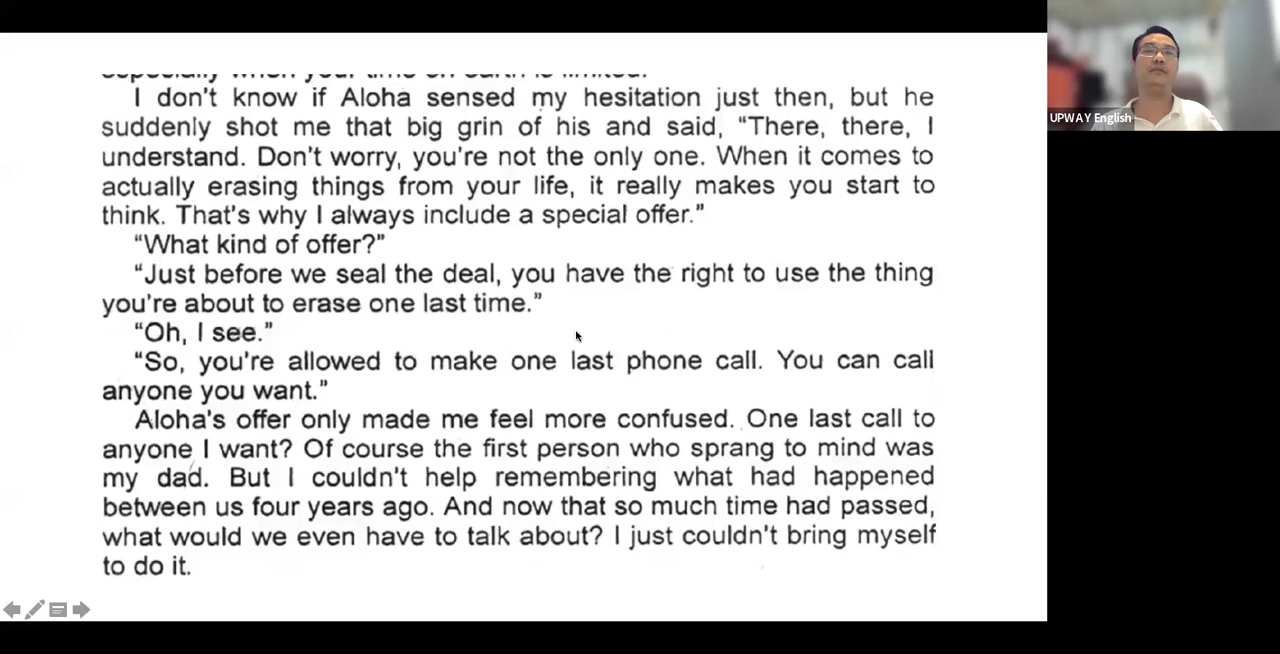 especially when your time on earth is limited.
I don't know if Aloha sensed my hesitation just then, but he
suddenly shot me that big grin of his and said, “There, there, I
understand. Don't worry, you're not the only one. When it comes to
actually erasing things from your life, it really makes you start to
think. That's why I always include a special offer.”
“What kind of offer?”
“Just before we seal the deal, you have the right to use the thing
you're about to erase one last time.”
“Oh, I see.”
“So, you're allowed to make one last phone call. You can call
anyone you want.”
Aloha's offer only made me feel more confused. One last call to
anyone I want? Of course the first person who sprang to mind was
my dad. But I couldn't help remembering what had happened
between us four years ago. And now that so much time had passed,
what would we even have to talk about? I just couldn't bring myself
to do it.
UPWAY English